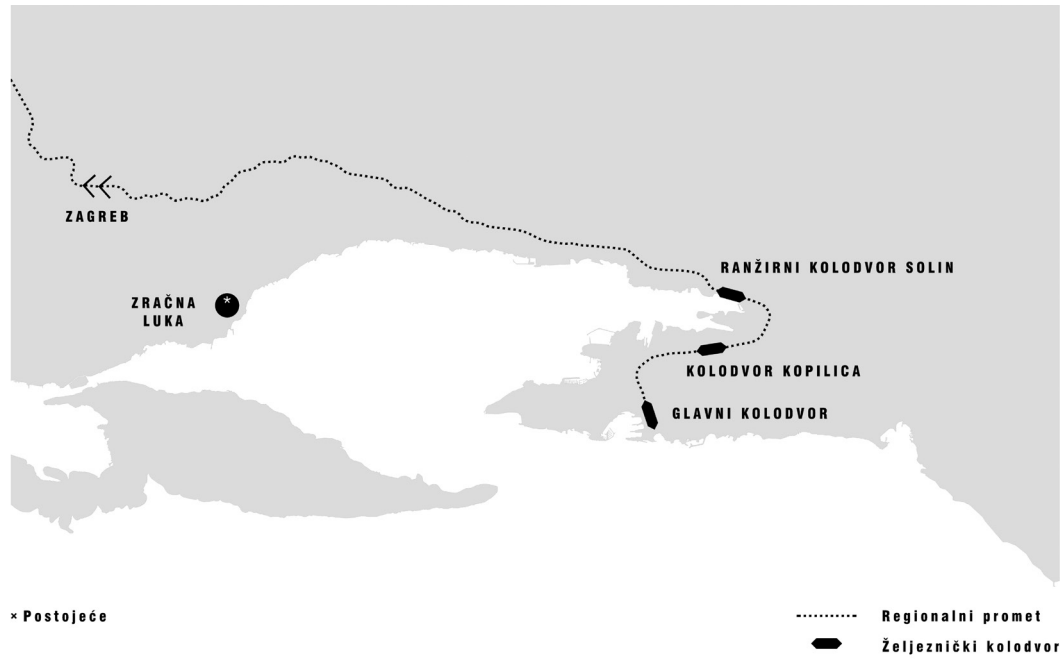 ZAGREB
RANŽIRNI KOLODVOR SOLIN
ZRAČNA
LUKA
KOLODVOR KOPILICA
GLAVNI KOLODVOR
× Postojeće
Regionalni promet
Željeznički kolodvor